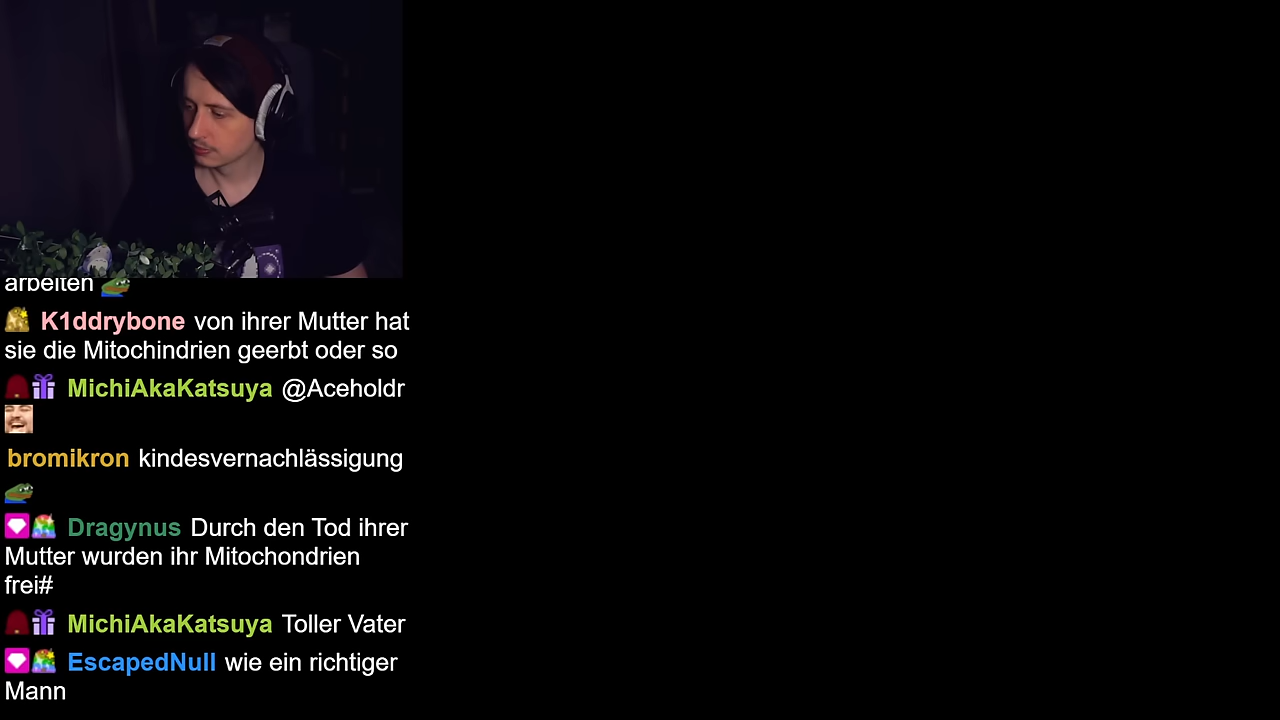 arbeiten
K1ddrybone von ihrer Mutter hat
sie die Mitochindrien geerbt oder so
MichiAkaKatsuya @Aceholdr
bromikron kindesvernachlässigung
Dragynus Durch den Tod ihrer
Mutter wurden ihr Mitochondrien
frei#
MichiAkaKatsuya Toller Vater
EscapedNull wie ein richtiger
Mann